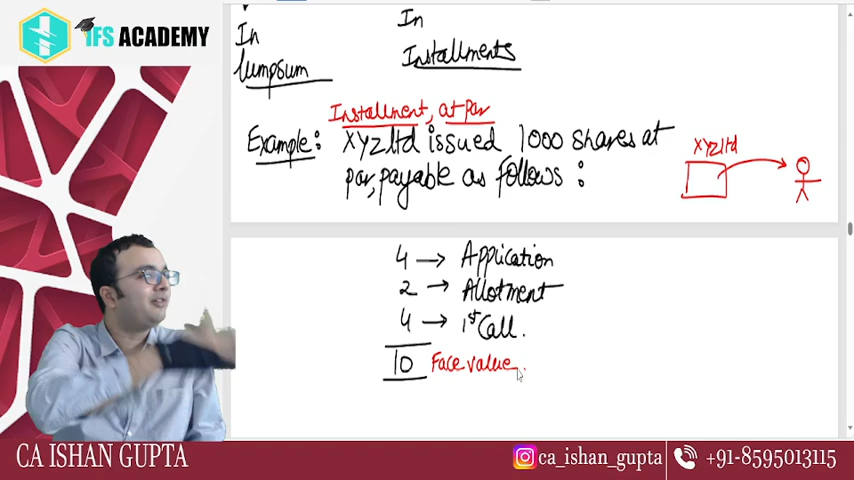 IFS ACADEMY
In
lumpsum
In
Installments
Installment, at par
Example: XYZ ltd issued 1000 shares at
par, payable as follows:
XYZ ltd
4 → Application
2 → Allotment
4 → 1st Call.
10 Face value.
CA ISHAN GUPTA
ca_ishan_gupta
+91-8595013115